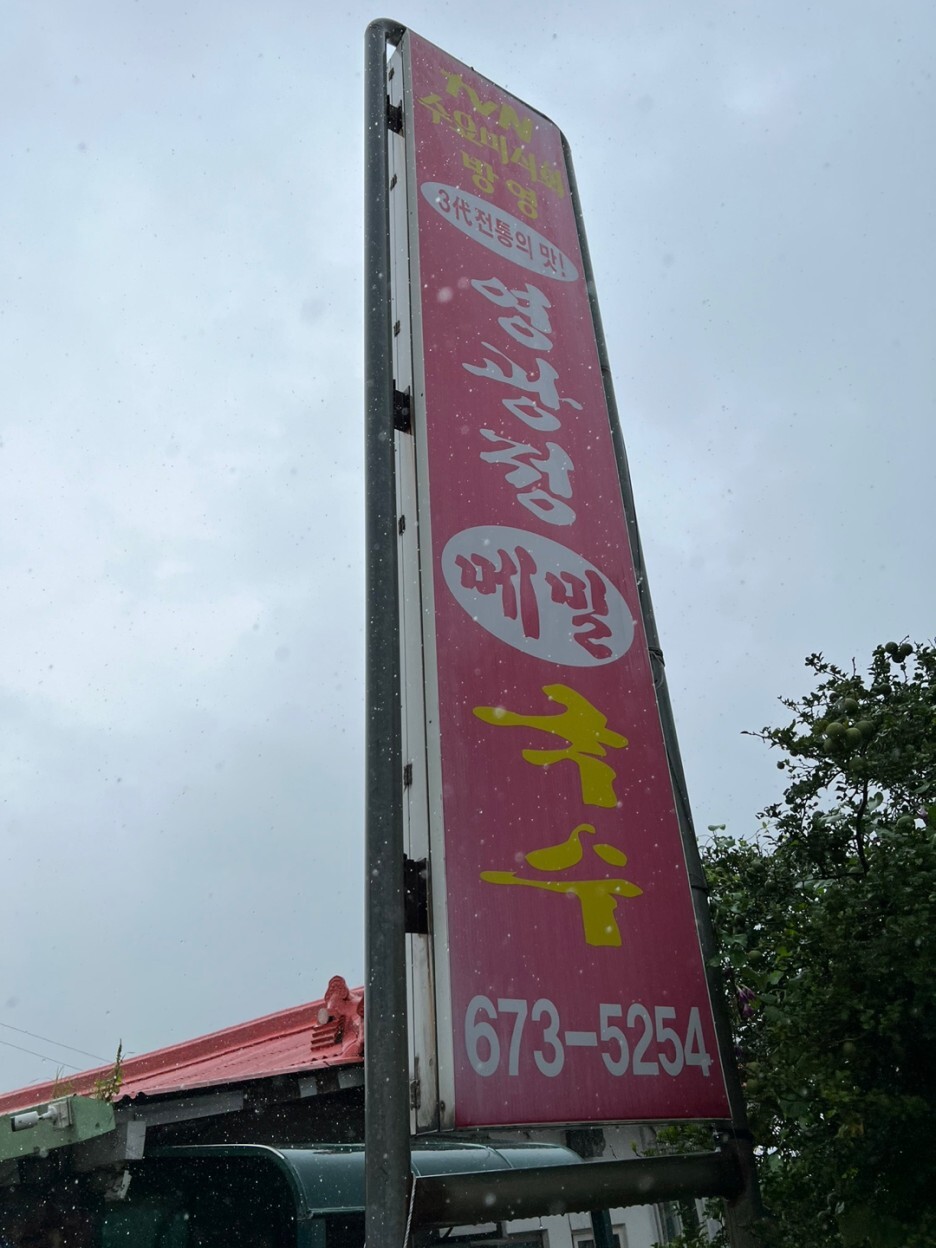 tvN
수요미식회
방영
3代 전통의 맛!
영광정
메밀
국수
673-5254